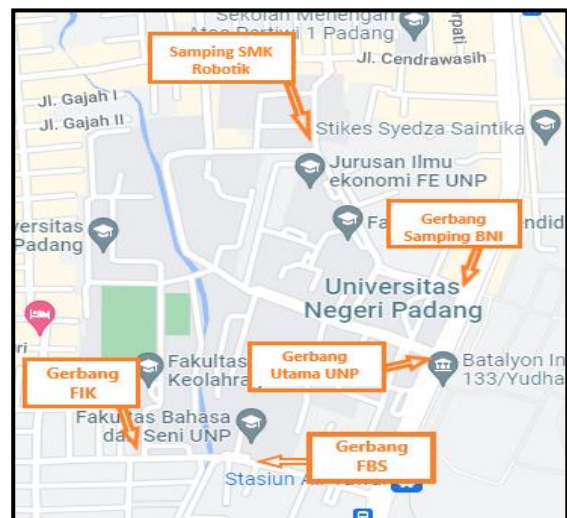 Sekolah Menengah
Atas Pertiwi 1 Padang
Samping SMK
Robotik
Jl. Cendrawasih
Jl. Gajah I
Jl. Gajah II
Stikes Syedza Saintika
Jurusan Ilmu
ekonomi FE UNP
Padang
Gerbang
Samping BNI
Universitas
Negeri Padang
Gerbang
Utama UNP
Batalyon In
133/Yudha
Fakultas
Keolahra
Gerbang
FIK
Fakultas Bahasa
dan Seni UNP
Gerbang
FBS
Stasiun